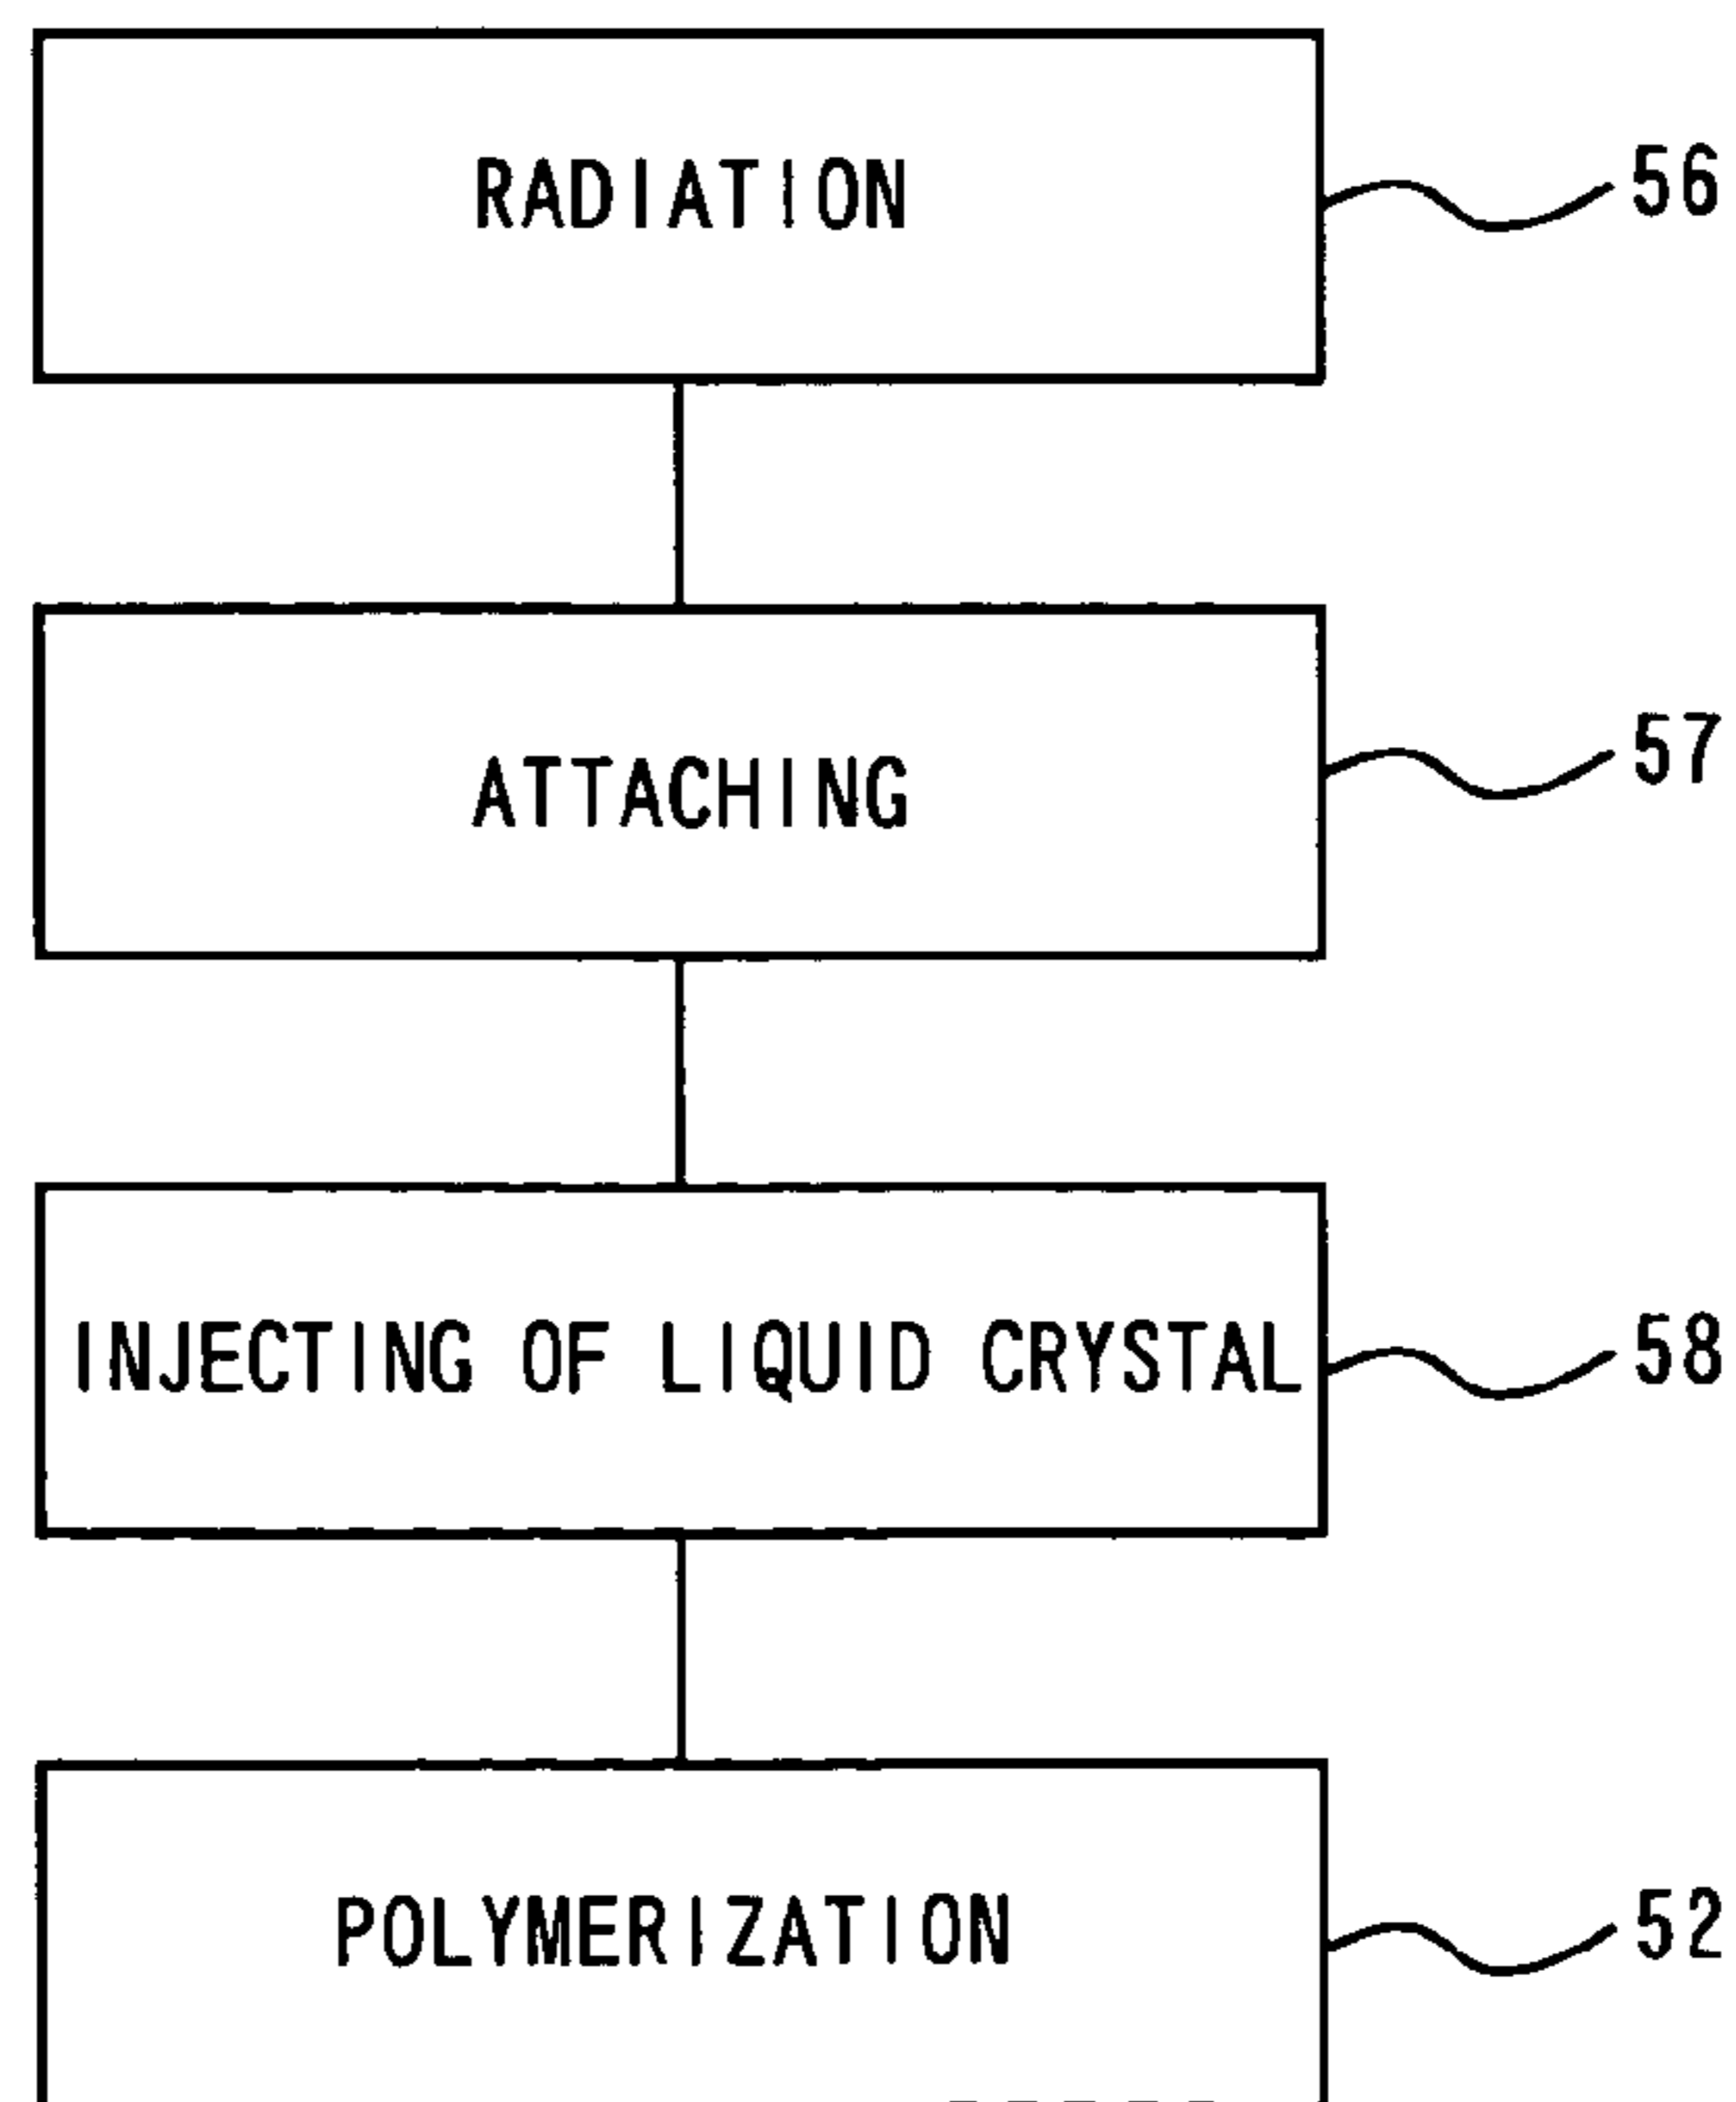 RADIATION 56
ATTACHING 57
INJECTING OF LIQUID CRYSTAL 58
POLYMERIZATION 52